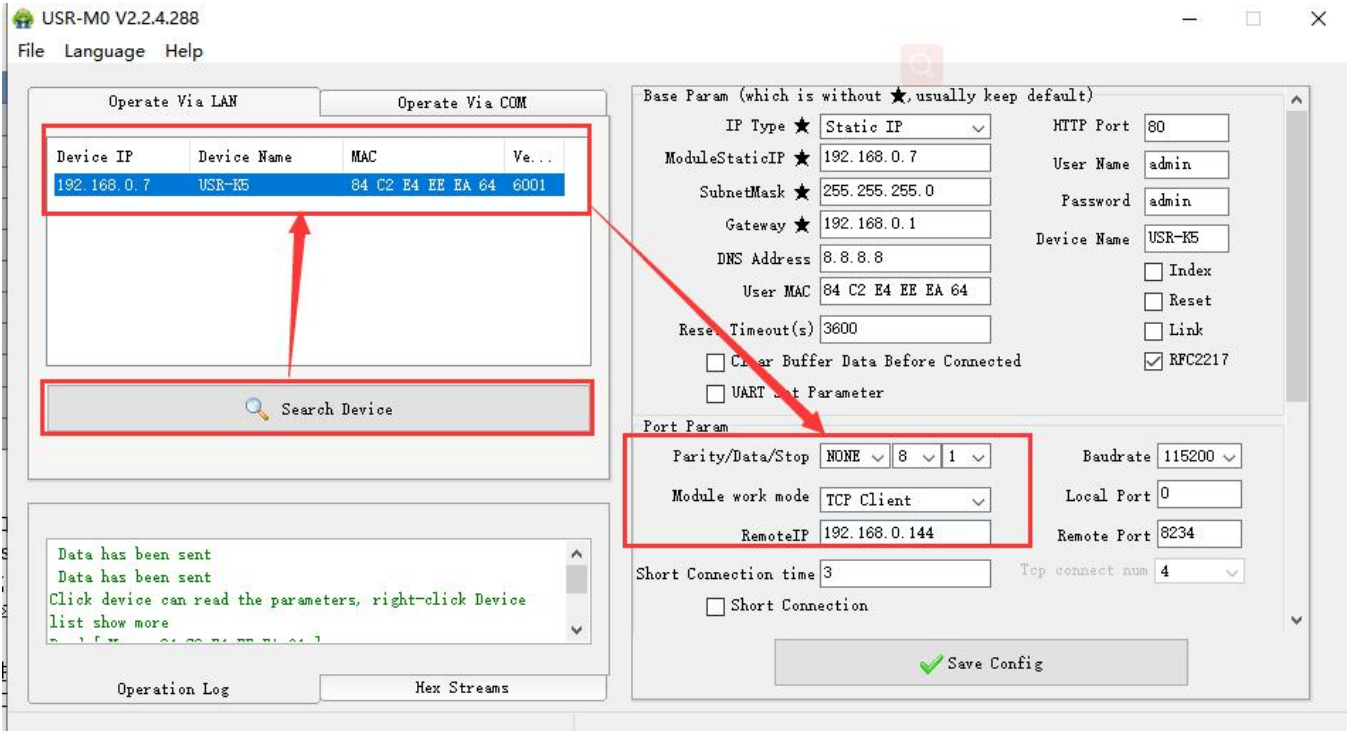 USR-M0 V2.2.4.288
File Language Help
Operate Via LAN
Operate Via COM
Device IP Device Name MAC Ve...
192.168.0.7 USR-K5 84 C2 E4 EE EA 64 6001
Search Device
Data has been sent
Data has been sent
Click device can read the parameters, right-click Device
list show more
Operation Log
Hex Streams
Base Param (which is without ★,usually keep default)
IP Type ★ Static IP
ModuleStaticIP ★ 192.168.0.7
SubnetMask ★ 255.255.255.0
Gateway ★ 192.168.0.1
DNS Address 8.8.8.8
User MAC 84 C2 E4 EE EA 64
Reset Timeout(s) 3600
Clear Buffer Data Before Connected
UART Set Parameter
HTTP Port 80
User Name admin
Password admin
Device Name USR-K5
Index
Reset
Link
RFC2217
Port Param
Parity/Data/Stop NONE 8 1
Module work mode TCP Client
RemoteIP 192.168.0.144
Short Connection time 3
Short Connection
Baudrate 115200
Local Port 0
Remote Port 8234
Tcp connect num 4
Save Config